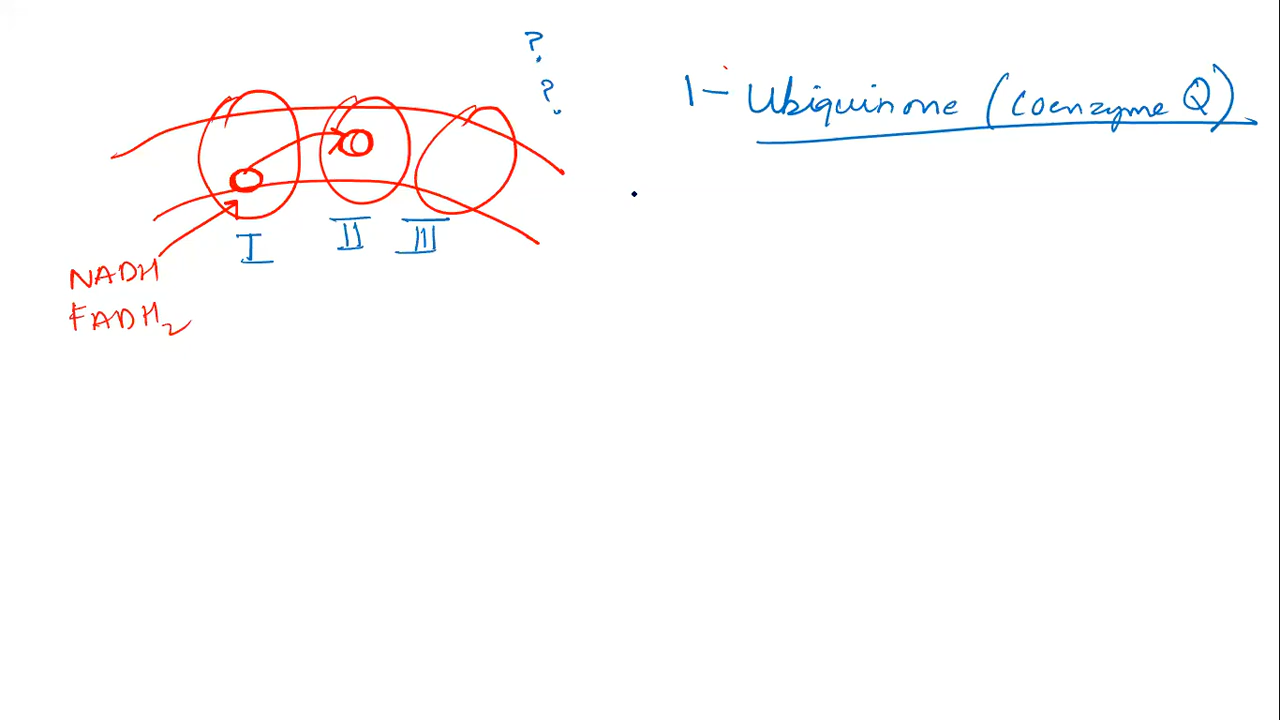 ?
?
1- Ubiquinone (Coenzyme Q)
I II III
NADH
FADH2